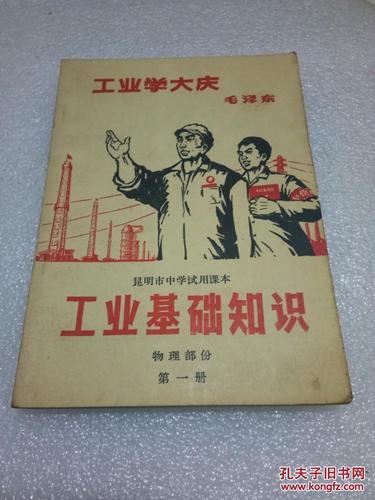 工业学大庆
毛泽东
昆明市中学试用课本
工业基础知识
物理部份
第一册
孔夫子旧书网
www.kongfz.com